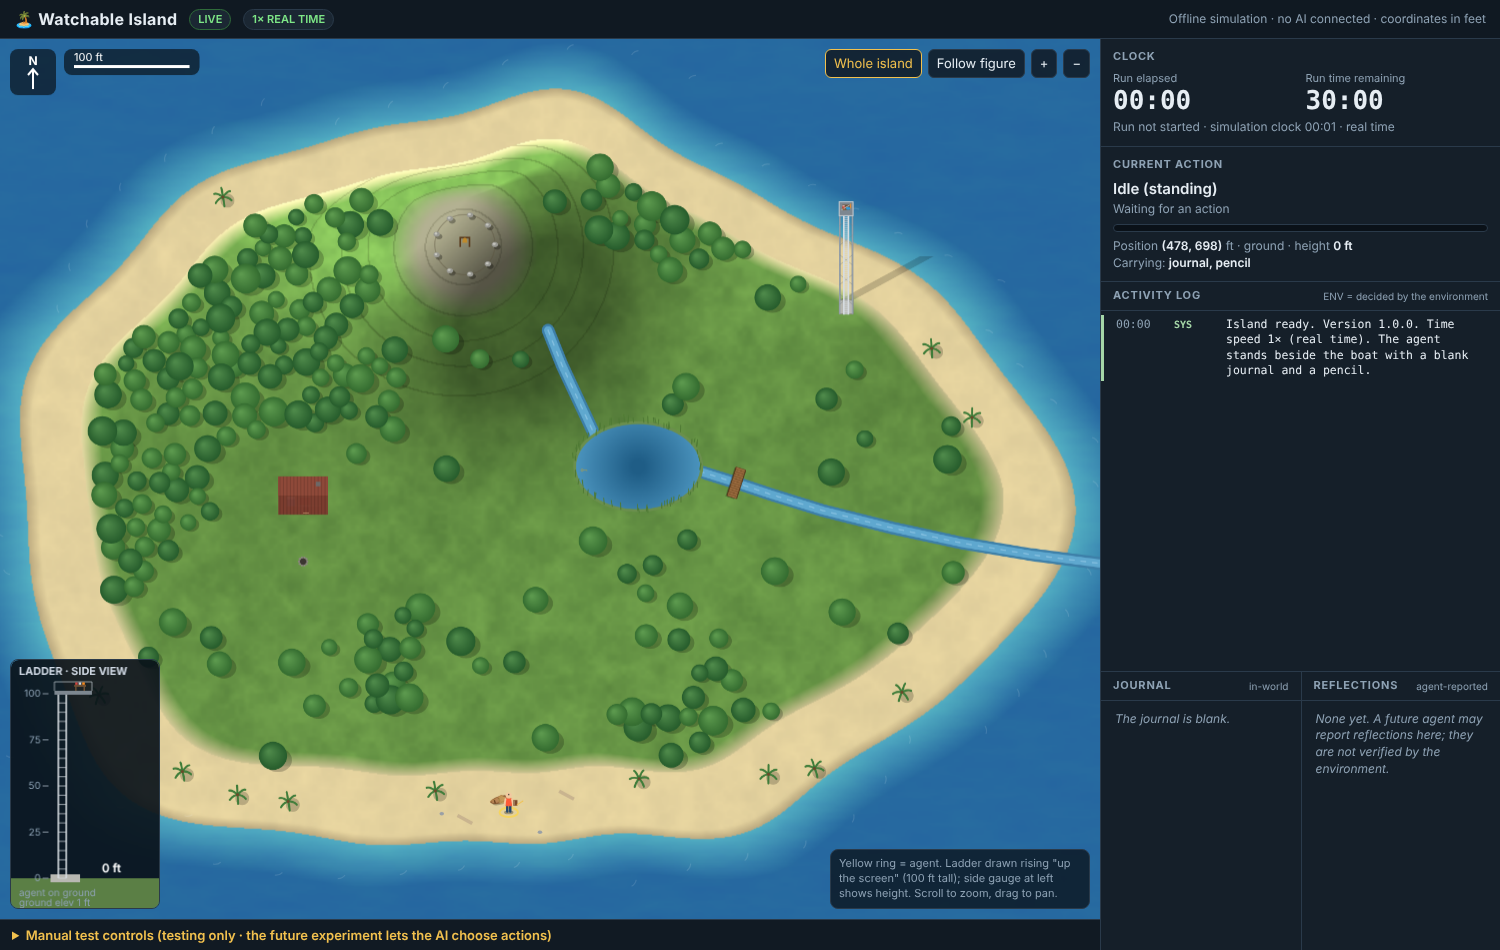 Watchable Island
LIVE
1× REAL TIME
Offline simulation · no AI connected · coordinates in feet
N
100 ft
Whole island
Follow figure
+
−
LADDER · SIDE VIEW
100
75
50
25
0
0 ft
agent on ground
ground elev 1 ft
Yellow ring = agent. Ladder drawn rising "up
the screen" (100 ft tall); side gauge at left
shows height. Scroll to zoom, drag to pan.
▶ Manual test controls (testing only · the future experiment lets the AI choose actions)
CLOCK
Run elapsed
00:00
Run time remaining
30:00
Run not started · simulation clock 00:01 · real time
CURRENT ACTION
Idle (standing)
Waiting for an action
Position (478, 698) ft · ground · height 0 ft
Carrying: journal, pencil
ACTIVITY LOG
ENV = decided by the environment
00:00 SYS Island ready. Version 1.0.0. Time
speed 1× (real time). The agent
stands beside the boat with a blank
journal and a pencil.
JOURNAL
in-world
The journal is blank.
REFLECTIONS
agent-reported
None yet. A future agent may
report reflections here; they
are not verified by the
environment.